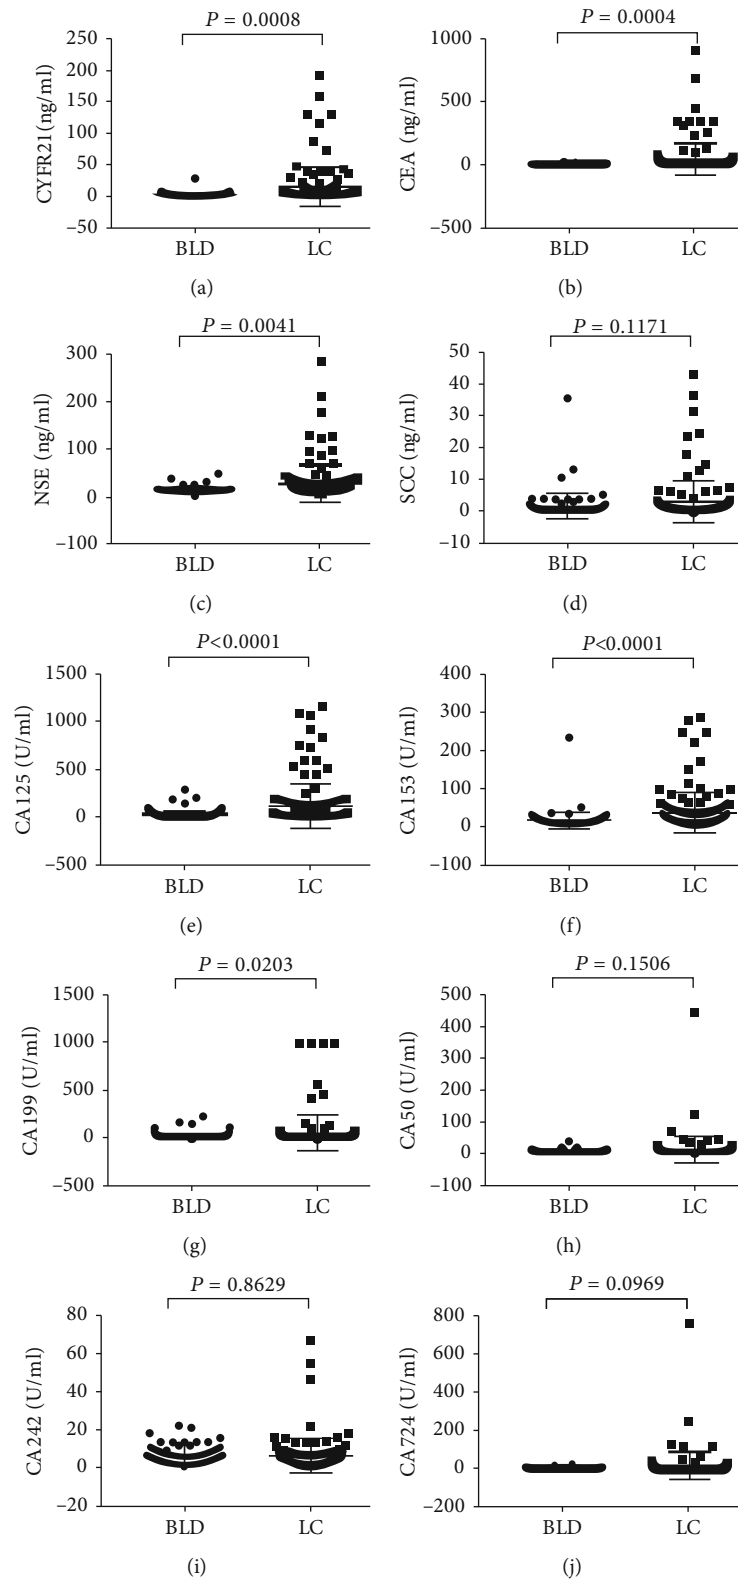 P = 0.0008
CYFR21(ng/ml)
250
200
150
100
50
0
–50
BLD LC
(a)
P = 0.0004
CEA (ng/ml)
1000
500
0
–500
BLD LC
(b)
P = 0.0041
NSE (ng/ml)
300
200
100
0
–100
BLD LC
(c)
P = 0.1171
SCC (ng/ml)
50
40
30
20
10
0
–10
BLD LC
(d)
P<0.0001
CA125 (U/ml)
1500
1000
500
0
–500
BLD LC
(e)
P<0.0001
CA153 (U/ml)
400
300
200
100
0
–100
BLD LC
(f)
P = 0.0203
CA199 (U/ml)
1500
1000
500
0
–500
BLD LC
(g)
P = 0.1506
CA50 (U/ml)
500
400
300
200
100
0
–100
BLD LC
(h)
P = 0.8629
CA242 (U/ml)
80
60
40
20
0
–20
BLD LC
(i)
P = 0.0969
CA724 (U/ml)
800
600
400
200
0
–200
BLD LC
(j)